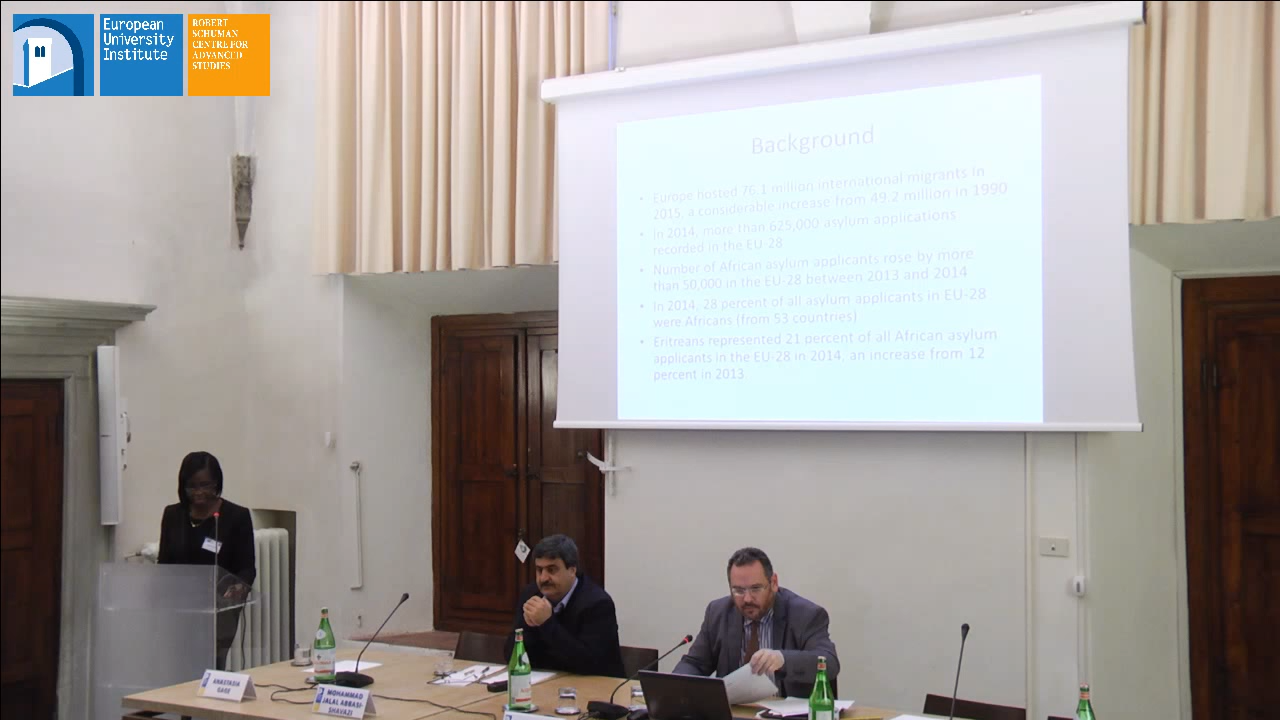 European
University
Institute
ROBERT
SCHUMAN
CENTRE FOR
ADVANCED
STUDIES
Background
• Europe hosted 76.1 million international migrants in
2015, a considerable increase from 49.2 million in 1990
• In 2014, more than 625,000 asylum applications
recorded in the EU-28
• Number of African asylum applicants rose by more
than 50,000 in the EU-28 between 2013 and 2014
• In 2014, 28 percent of all asylum applicants in EU-28
were Africans (from 53 countries)
• Eritreans represented 21 percent of all African asylum
applicants in the EU-28 in 2014, an increase from 12
percent in 2013.
ANASTASIA
GAGE
MOHAMMAD
JALAL ABBASI-
SHAVAZI